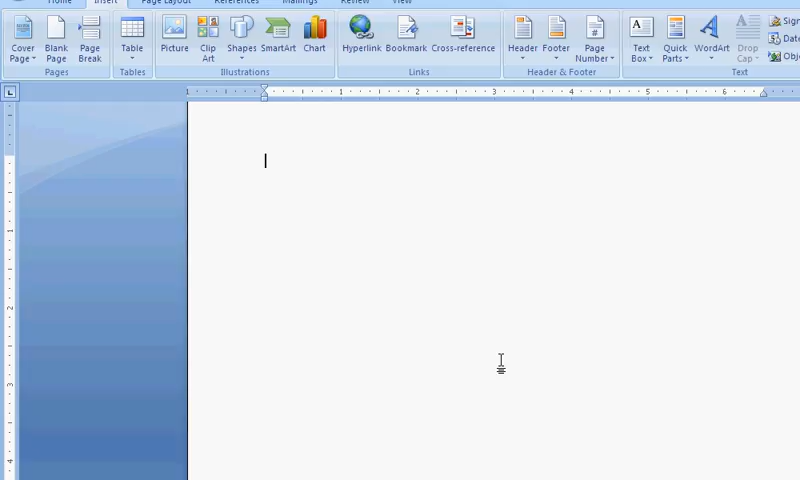 Home Insert Page Layout References Mailings Review View
Cover Page Blank Page Page Break Table Picture Clip Art Shapes SmartArt Chart Hyperlink Bookmark Cross-reference Header Footer Page Number Text Box Quick Parts WordArt Drop Cap
Pages Tables Illustrations Links Header & Footer Text
1 1 2 3 4 5 6
1
2
3
4